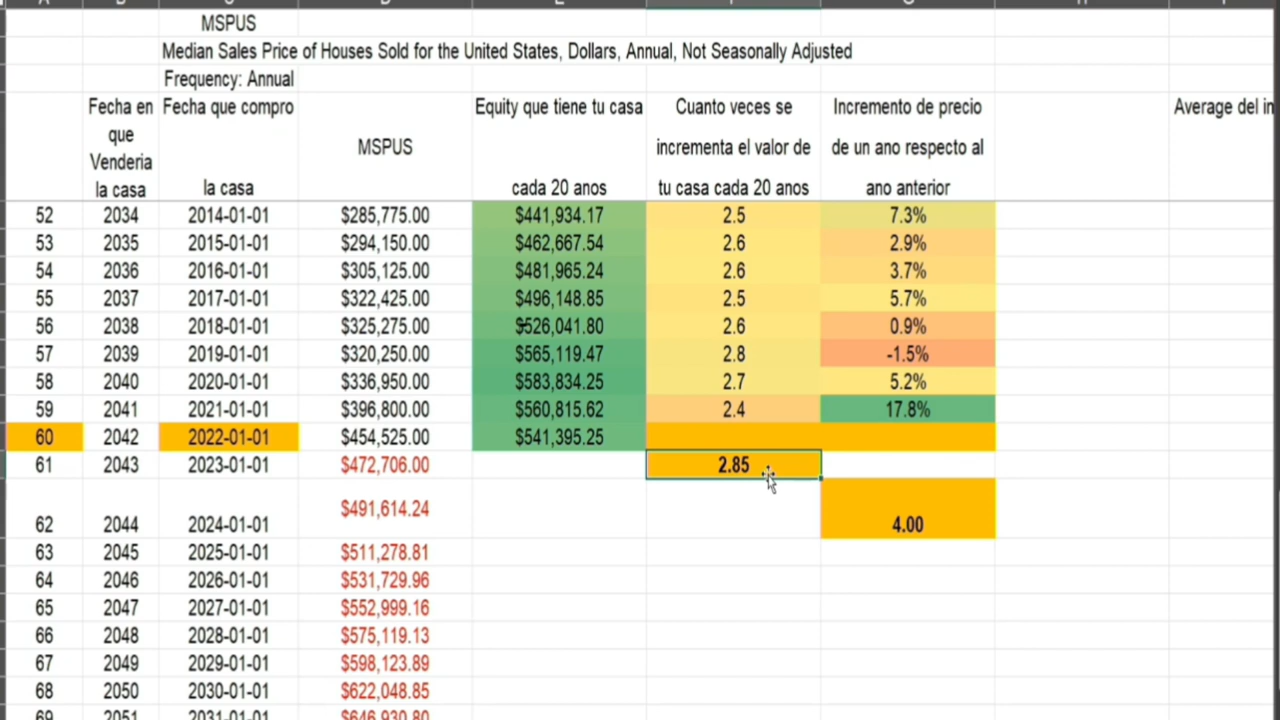 MSPUS
Median Sales Price of Houses Sold for the United States, Dollars, Annual, Not Seasonally Adjusted
Frequency: Annual
Fecha en que Venderia la casa Fecha que compro la casa MSPUS Equity que tiene tu casa cada 20 anos Cuanto veces se incrementa el valor de tu casa cada 20 anos Incremento de precio de un ano respecto al ano anterior Average del
52 2034 2014-01-01 $285,775.00 $441,934.17 2.5 7.3%
53 2035 2015-01-01 $294,150.00 $462,667.54 2.6 2.9%
54 2036 2016-01-01 $305,125.00 $481,965.24 2.6 3.7%
55 2037 2017-01-01 $322,425.00 $496,148.85 2.5 5.7%
56 2038 2018-01-01 $325,275.00 $526,041.80 2.6 0.9%
57 2039 2019-01-01 $320,250.00 $565,119.47 2.8 -1.5%
58 2040 2020-01-01 $336,950.00 $583,834.25 2.7 5.2%
59 2041 2021-01-01 $396,800.00 $560,815.62 2.4 17.8%
60 2042 2022-01-01 $454,525.00 $541,395.25
61 2043 2023-01-01 $472,706.00 2.85
62 2044 2024-01-01 $491,614.24 4.00
63 2045 2025-01-01 $511,278.81
64 2046 2026-01-01 $531,729.96
65 2047 2027-01-01 $552,999.16
66 2048 2028-01-01 $575,119.13
67 2049 2029-01-01 $598,123.89
68 2050 2030-01-01 $622,048.85
69 2051 2031-01-01 $646,930.80